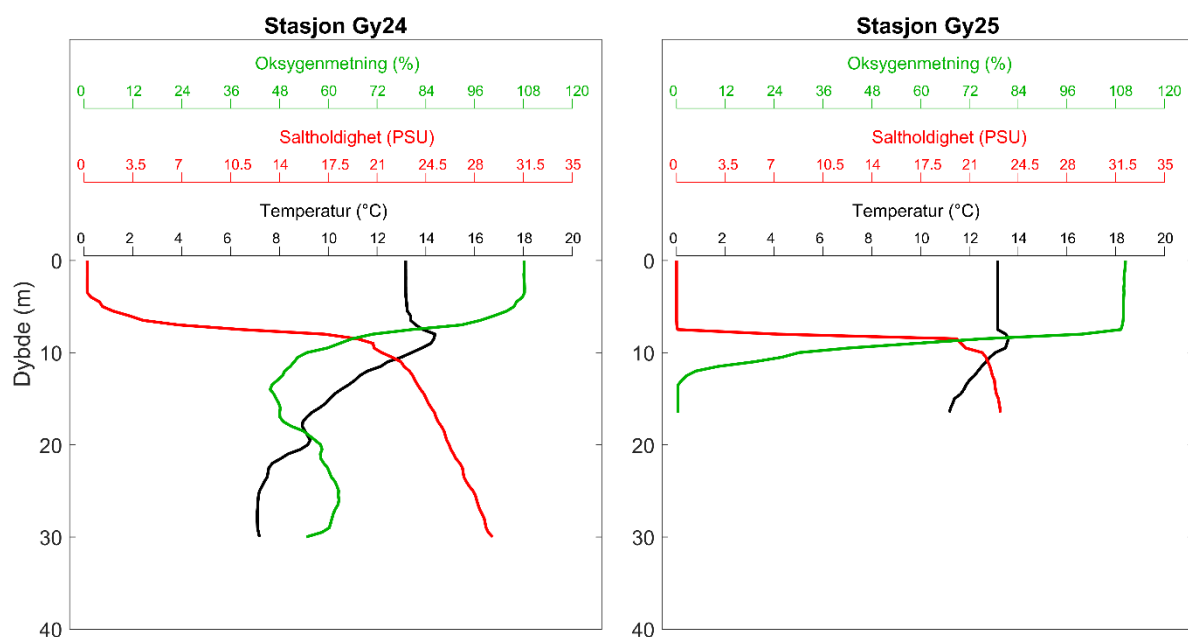 Stasjon Gy24
Oksygenmetning (%)
0 12 24 36 48 60 72 84 96 108 120
Saltholdighet (PSU)
0 3.5 7 10.5 14 17.5 21 24.5 28 31.5 35
Temperatur (°C)
0 2 4 6 8 10 12 14 16 18 20
Dybde (m)
0
10
20
30
40
Stasjon Gy25
Oksygenmetning (%)
0 12 24 36 48 60 72 84 96 108 120
Saltholdighet (PSU)
0 3.5 7 10.5 14 17.5 21 24.5 28 31.5 35
Temperatur (°C)
0 2 4 6 8 10 12 14 16 18 20
0
10
20
30
40